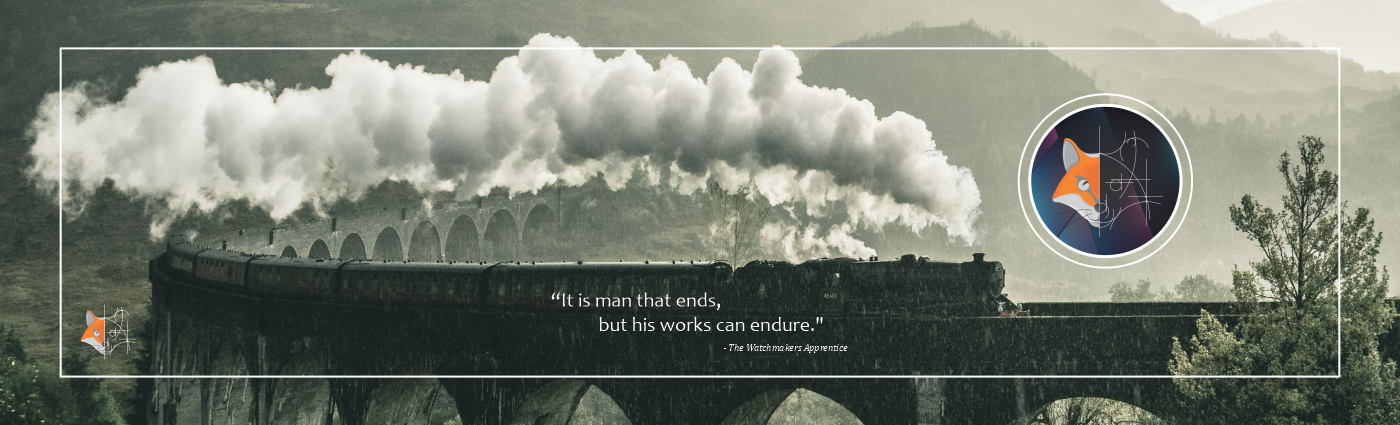 “It is man that ends,
but his works can endure."
- The Watchmakers Apprentice